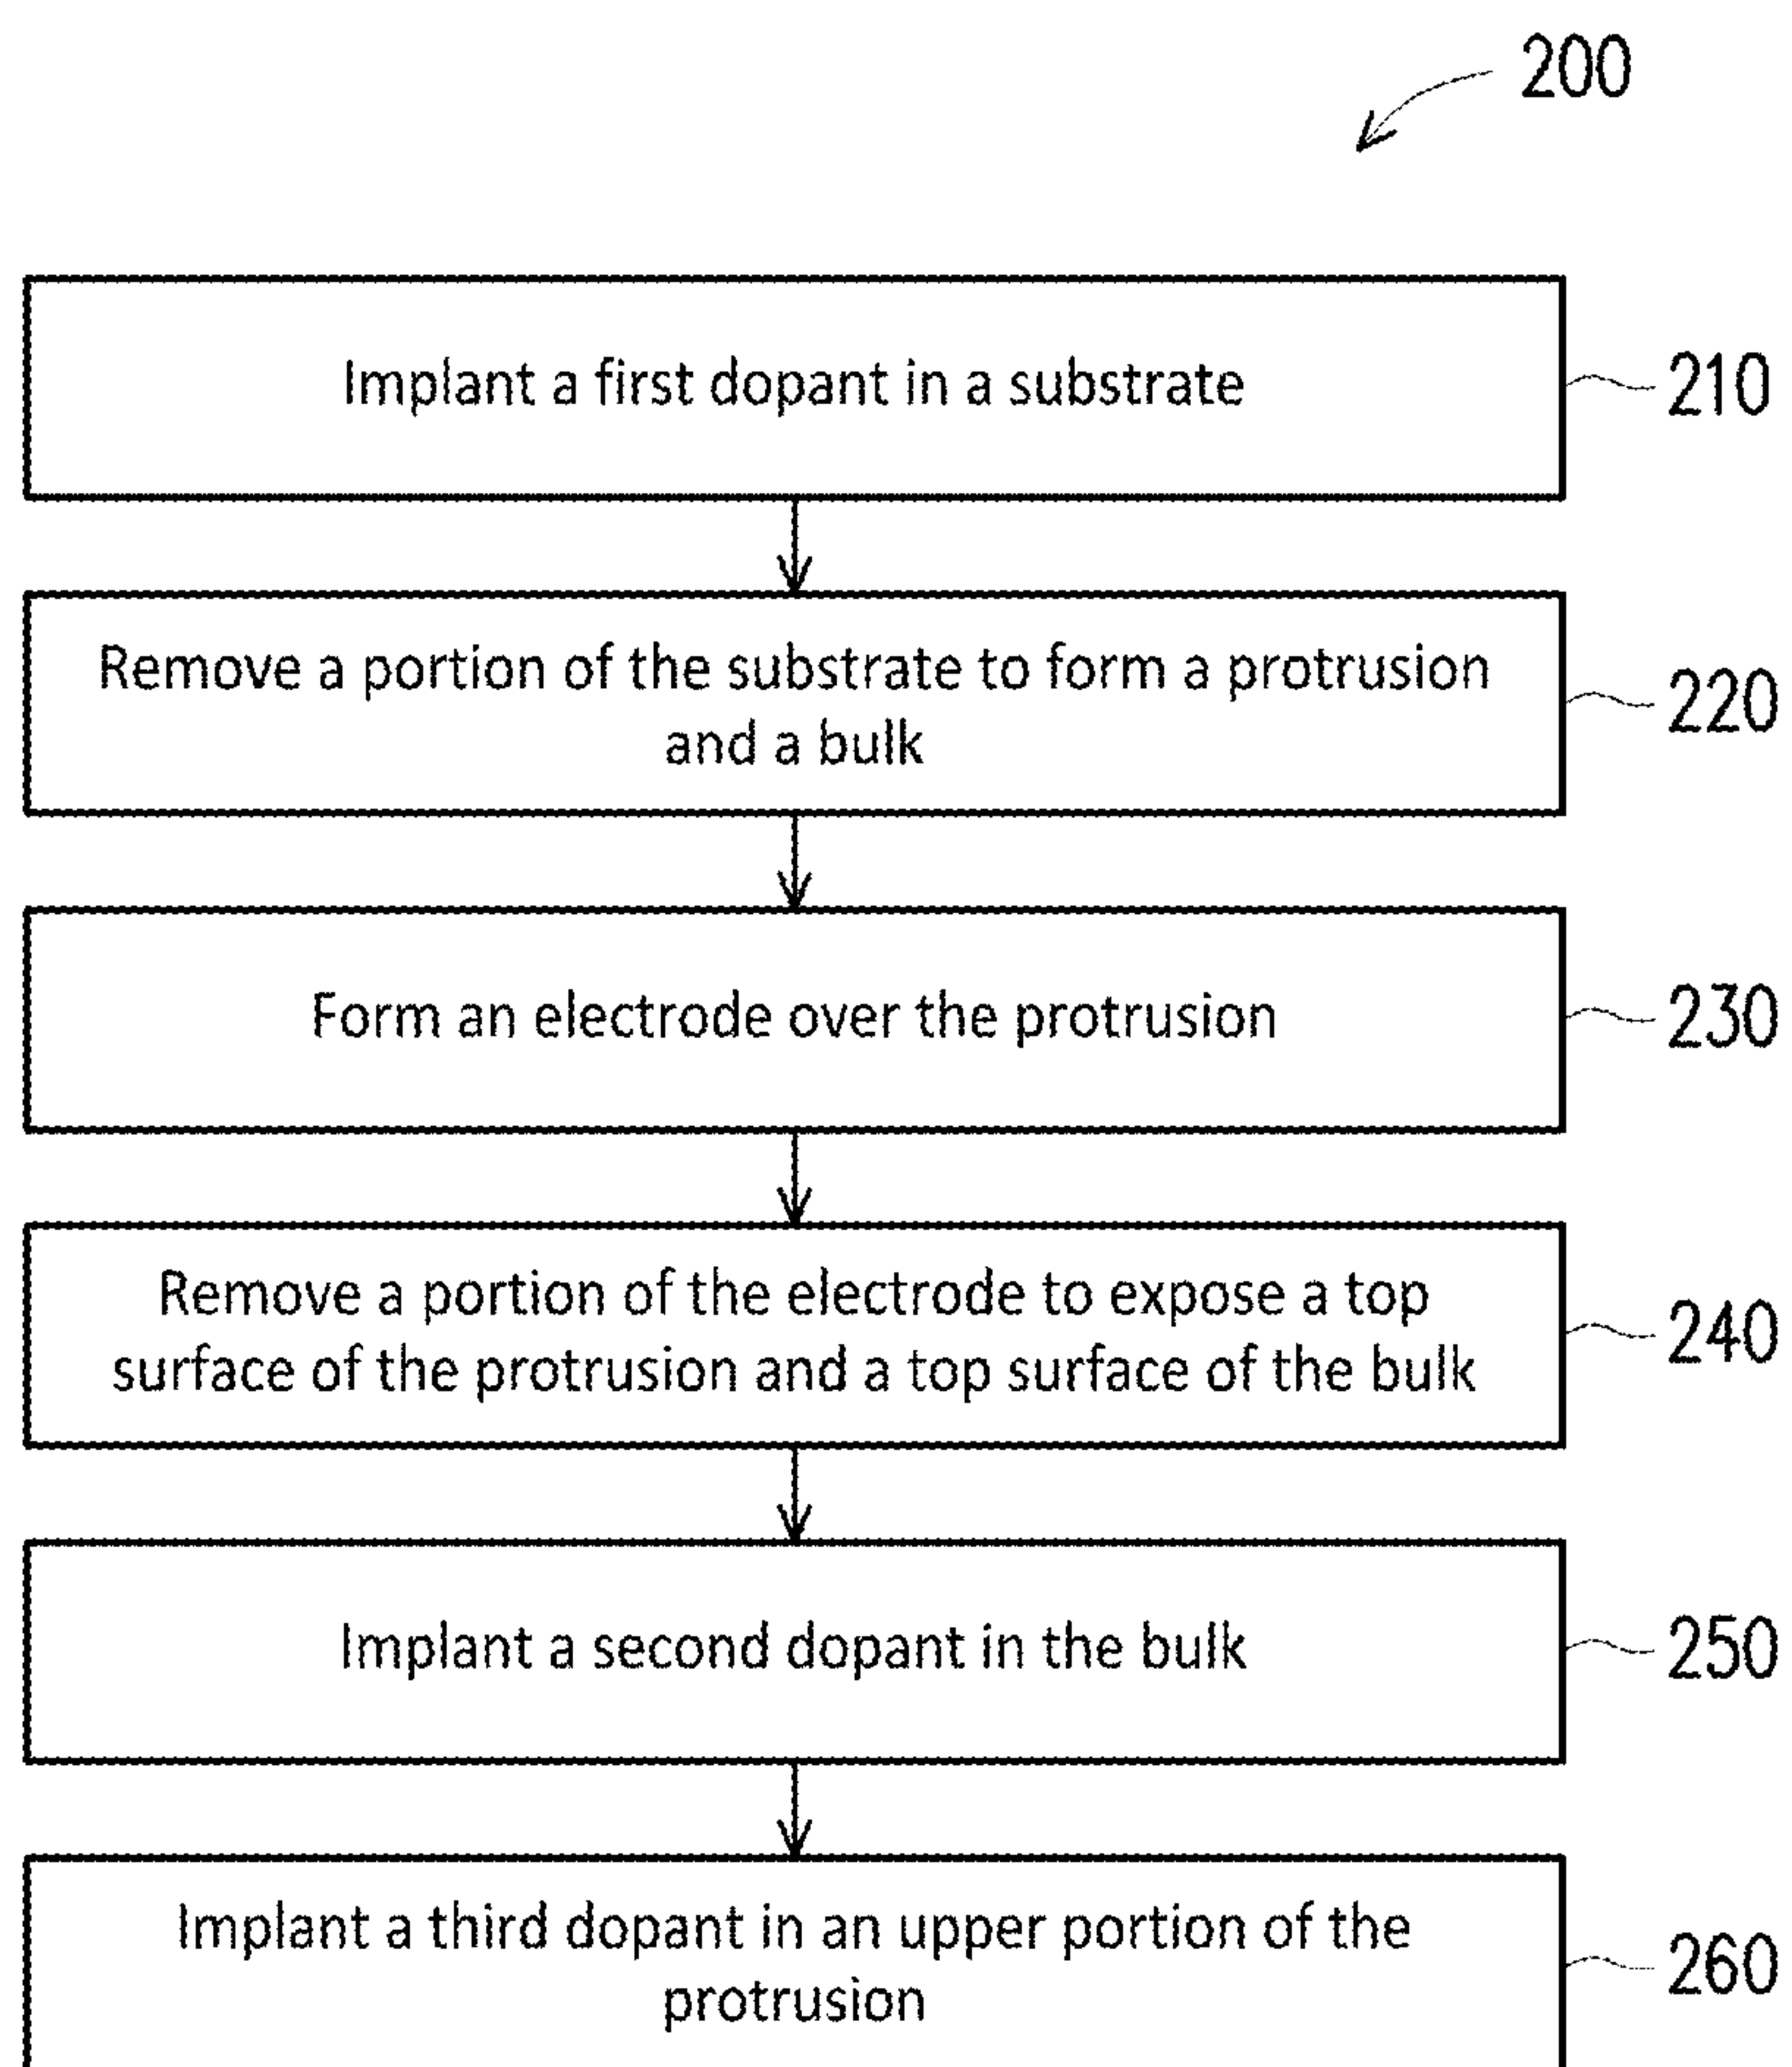 200
Implant a first dopant in a substrate
210
Remove a portion of the substrate to form a protrusion
and a bulk
220
Form an electrode over the protrusion
230
Remove a portion of the electrode to expose a top
surface of the protrusion and a top surface of the bulk
240
Implant a second dopant in the bulk
250
Implant a third dopant in an upper portion of the
protrusion
260